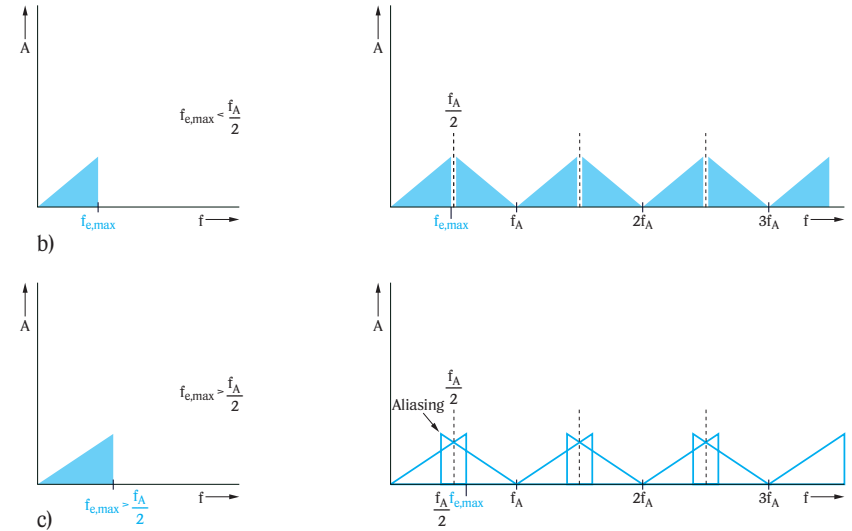 A
f_e,max < f_A/2
f_e,max
f
b)
A
f_A/2
f_e,max
f_A
2f_A
3f_A
f
A
f_e,max > f_A/2
f_e,max > f_A/2
f
c)
A
f_A/2
Aliasing
f_A/2
f_e,max
f_A
2f_A
3f_A
f